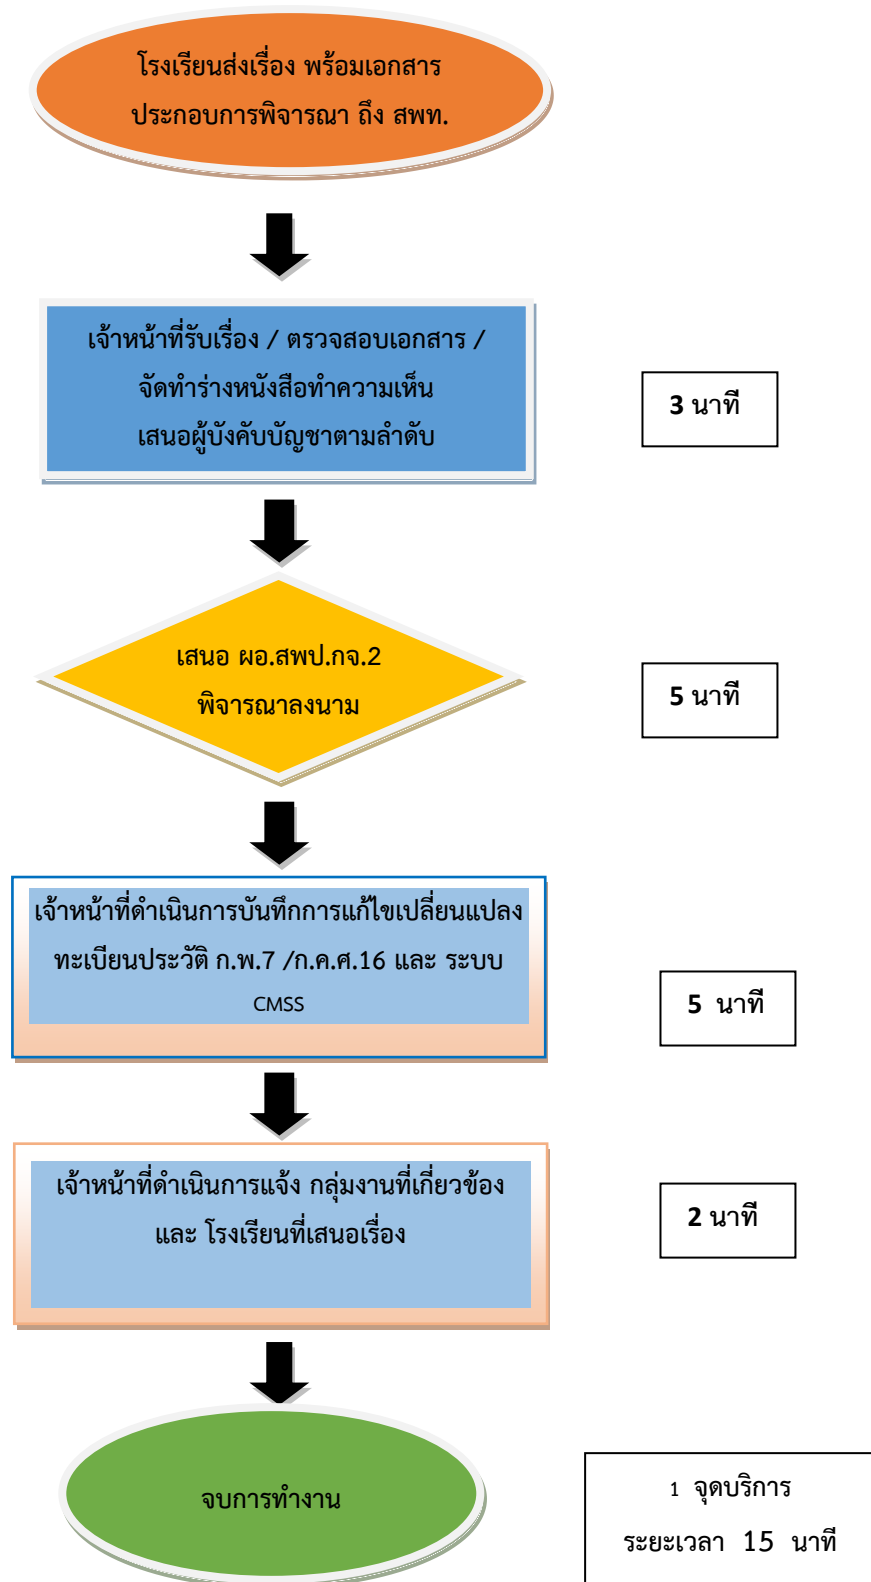 โรงเรียนส่งเรื่อง พร้อมเอกสาร
ประกอบการพิจารณา ถึง สพท.
เจ้าหน้าที่รับเรื่อง / ตรวจสอบเอกสาร /
จัดทำร่างหนังสือทำความเห็น
เสนอผู้บังคับบัญชาตามลำดับ
3 นาที
เสนอ ผอ.สพป.กจ.2
พิจารณาลงนาม
5 นาที
เจ้าหน้าที่ดำเนินการบันทึกการแก้ไขเปลี่ยนแปลง
ทะเบียนประวัติ ก.พ.7 /ก.ค.ศ.16 และ ระบบ
CMSS
5 นาที
เจ้าหน้าที่ดำเนินการแจ้ง กลุ่มงานที่เกี่ยวข้อง
และ โรงเรียนที่เสนอเรื่อง
2 นาที
จบการทำงาน
1 จุดบริการ
ระยะเวลา 15 นาที